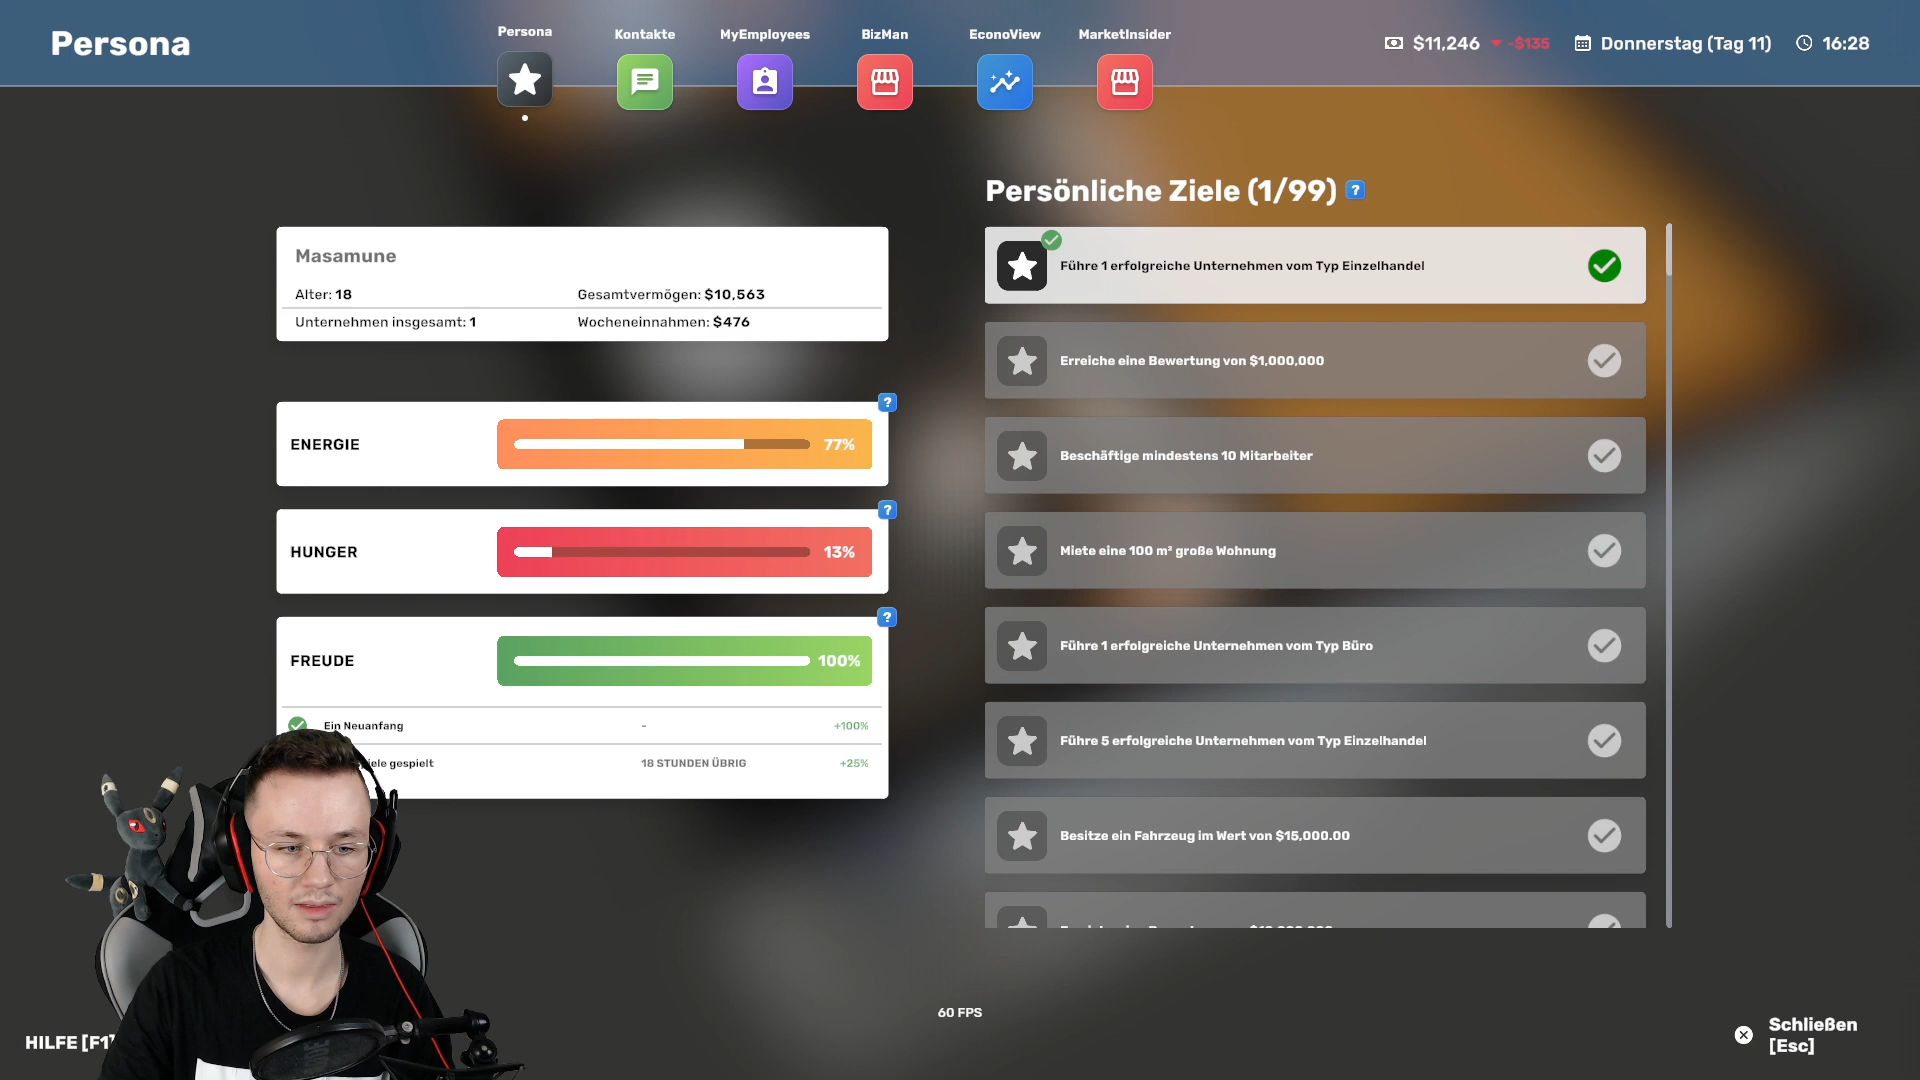 Persona
Persona
Kontakte
MyEmployees
BizMan
EconoView
MarketInsider
$11,246
-$135
Donnerstag (Tag 11)
16:28
Persönliche Ziele (1/99)
?
Masamune
Alter: 18
Gesamtvermögen: $10,563
Unternehmen insgesamt: 1
Wocheneinnahmen: $476
?
ENERGIE
77%
?
HUNGER
13%
?
FREUDE
100%
Ein Neuanfang
-
+100%
gespielt
18 STUNDEN ÜBRIG
+25%
Führe 1 erfolgreiche Unternehmen vom Typ Einzelhandel
Erreiche eine Bewertung von $1,000,000
Beschäftige mindestens 10 Mitarbeiter
Miete eine 100 m² große Wohnung
Führe 1 erfolgreiche Unternehmen vom Typ Büro
Führe 5 erfolgreiche Unternehmen vom Typ Einzelhandel
Besitze ein Fahrzeug im Wert von $15,000.00
60 FPS
HILFE [F1]
Schließen
[Esc]